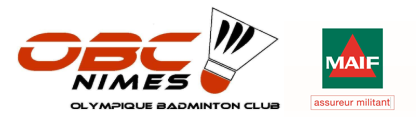 OBC
NIMES
OLYMPIQUE BADMINTON CLUB
MAIF
assureur militant